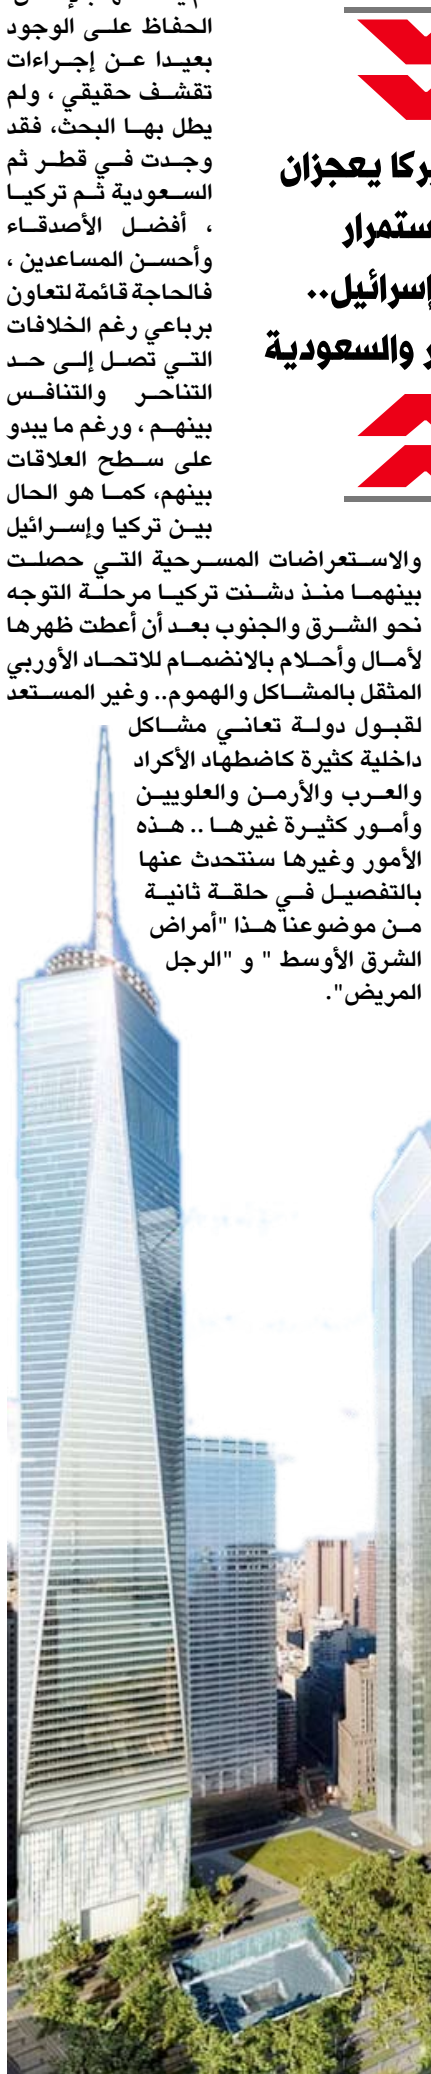 الحفاظ على الوجود
بعيدا عن إجراءات
تقشف حقيقي ، ولم
يطل بها البحث، فقد
وجدت في قطر ثم
السعودية ثم تركيا
، أفضل الأصدقاء
وأحسن المساعدين ،
فالحاجة قائمة لتعاون
برباعي رغم الخلافات
التي تصل إلى حد
التناحر والتنافس
بينهم ، ورغم ما يبدو
على سطح العلاقات
بينهم، كما هو الحال
بين تركيا وإسرائيل
والاستعراضات المسرحية التي حصلت
بينهما منذ دشنت تركيا مرحلة التوجه
نحو الشرق والجنوب بعد أن أعطت ظهرها
لأمال وأحلام بالانضمام للاتحاد الأوربي
المثقل بالمشاكل والهموم.. وغير المستعد
لقبول دولة تعاني مشاكل
داخلية كثيرة كاضطهاد الأكراد
والعرب والأرمن والعلويين
وأمور كثيرة غيرها .. هذه
الأمور وغيرها سنتحدث عنها
بالتفصيل في حلقة ثانية
من موضوعنا هذا "أمراض
الشرق الأوسط " و "الرجل
المريض".
يعجزان
إسرائيل..
والسعودية